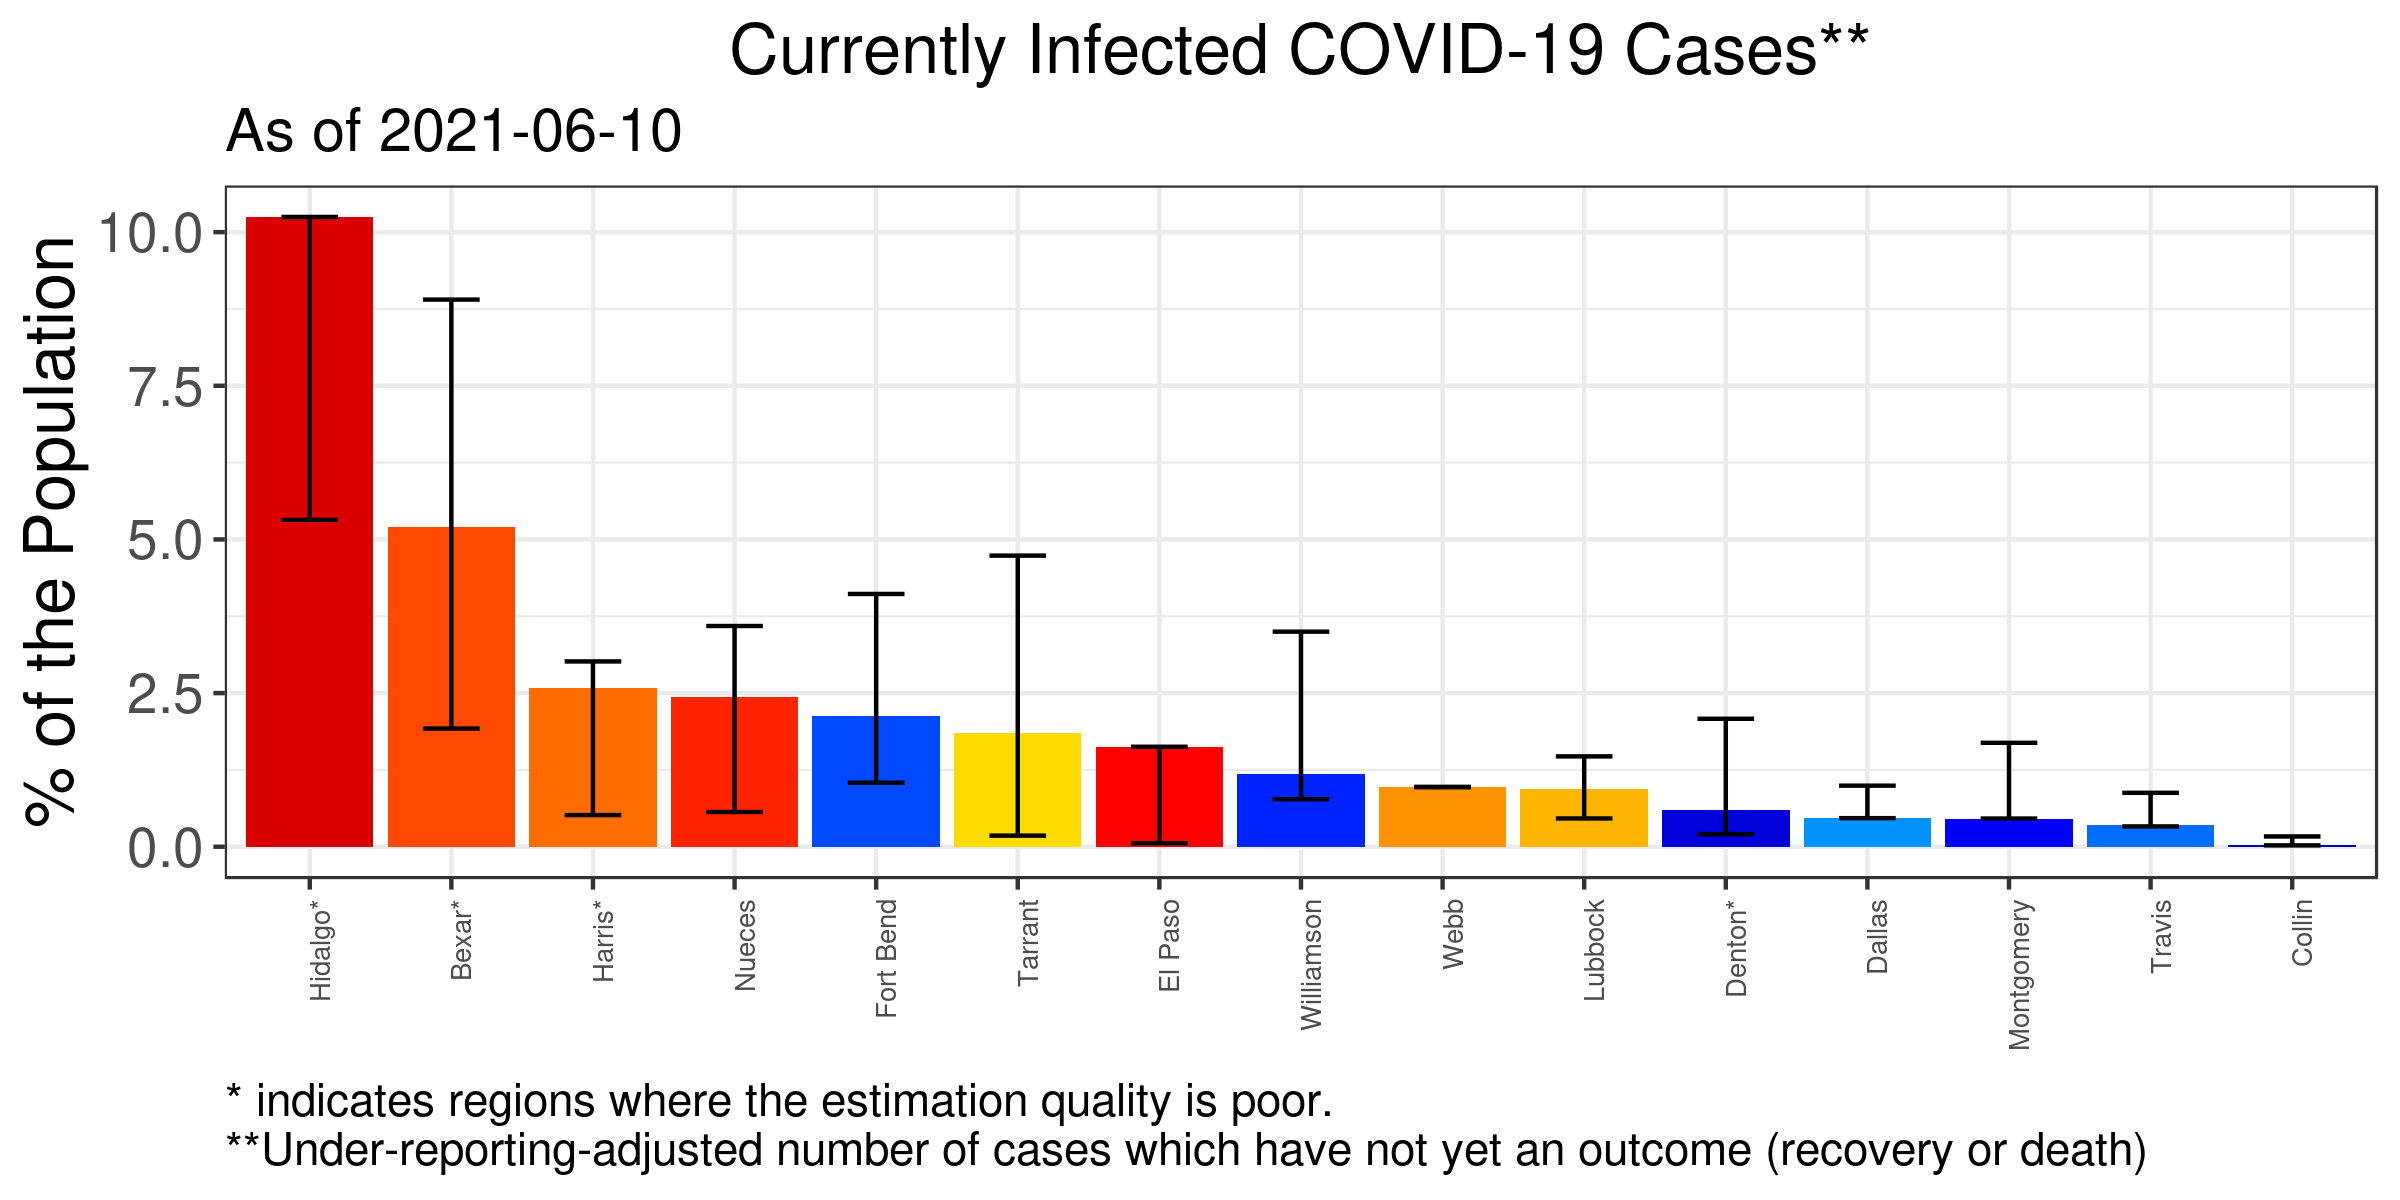 Currently Infected COVID-19 Cases**
As of 2021-06-10
% of the Population
10.0
7.5
5.0
2.5
0.0
Hidalgo*
Bexar*
Harris*
Nueces
Fort Bend
Tarrant
El Paso
Williamson
Webb
Lubbock
Denton*
Dallas
Montgomery
Travis
Collin
* indicates regions where the estimation quality is poor.
**Under-reporting-adjusted number of cases which have not yet an outcome (recovery or death)